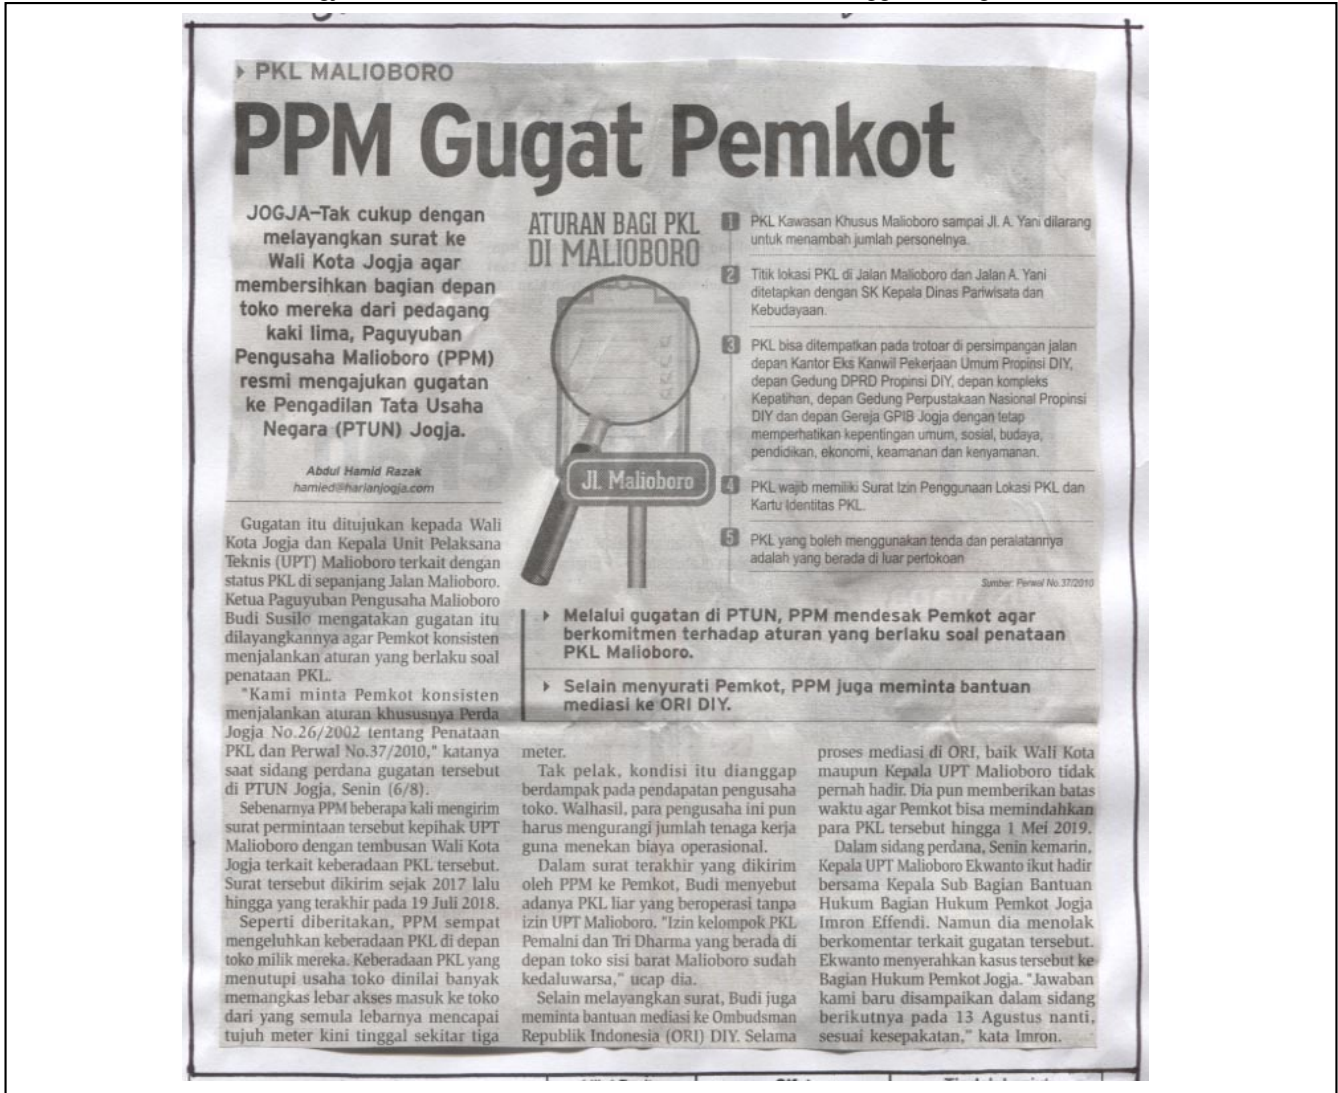 PKL MALIOBORO
PPM Gugat Pemkot
JOGJA–Tak cukup dengan
melayangkan surat ke
Wali Kota Jogja agar
membersihkan bagian depan
toko mereka dari pedagang
kaki lima, Paguyuban
Pengusaha Malioboro (PPM)
resmi mengajukan gugatan
ke Pengadilan Tata Usaha
Negara (PTUN) Jogja.
Abdul Hamid Razak
hamied@harianjogja.com
Gugatan itu ditujukan kepada Wali
Kota Jogja dan Kepala Unit Pelaksana
Teknis (UPT) Malioboro terkait dengan
status PKL di sepanjang Jalan Malioboro.
Ketua Paguyuban Pengusaha Malioboro
Budi Susilo mengatakan gugatan itu
dilayangkannya agar Pemkot konsisten
menjalankan aturan yang berlaku soal
penataan PKL.
"Kami minta Pemkot konsisten
menjalankan aturan khususnya Perda
Jogja No.26/2002 tentang Penataan
PKL dan Perwal No.37/2010," katanya
saat sidang perdana gugatan tersebut
di PTUN Jogja, Senin (6/8).
Sebenarnya PPM beberapa kali mengirim
surat permintaan tersebut kepihak UPT
Malioboro dengan tembusan Wali Kota
Jogja terkait keberadaan PKL tersebut.
Surat tersebut dikirim sejak 2017 lalu
hingga yang terakhir pada 19 Juli 2018.
Seperti diberitakan, PPM sempat
mengeluhkan keberadaan PKL di depan
toko milik mereka. Keberadaan PKL yang
menutupi usaha toko dinilai banyak
memangkas lebar akses masuk ke toko
dari yang semula lebarnya mencapai
tujuh meter kini tinggal sekitar tiga
ATURAN BAGI PKL
DI MALIOBORO
Jl. Malioboro
1 PKL Kawasan Khusus Malioboro sampai Jl. A. Yani dilarang
untuk menambah jumlah personelnya.
2 Titik lokasi PKL di Jalan Malioboro dan Jalan A. Yani
ditetapkan dengan SK Kepala Dinas Pariwisata dan
Kebudayaan.
3 PKL bisa ditempatkan pada trotoar di persimpangan jalan
depan Kantor Eks Kanwil Pekerjaan Umum Propinsi DIY,
depan Gedung DPRD Propinsi DIY, depan kompleks
Kepatihan, depan Gedung Perpustakaan Nasional Propinsi
DIY dan depan Gereja GPIB Jogja dengan tetap
memperhatikan kepentingan umum, sosial, budaya,
pendidikan, ekonomi, keamanan dan kenyamanan.
4 PKL wajib memiliki Surat Izin Penggunaan Lokasi PKL dan
Kartu Identitas PKL.
5 PKL yang boleh menggunakan tenda dan peralatannya
adalah yang berada di luar pertokoan
Sumber: Perwal No.37/2010
Melalui gugatan di PTUN, PPM mendesak Pemkot agar
berkomitmen terhadap aturan yang berlaku soal penataan
PKL Malioboro.
Selain menyurati Pemkot, PPM juga meminta bantuan
mediasi ke ORI DIY.
meter.
Tak pelak, kondisi itu dianggap
berdampak pada pendapatan pengusaha
toko. Walhasil, para pengusaha ini pun
harus mengurangi jumlah tenaga kerja
guna menekan biaya operasional.
Dalam surat terakhir yang dikirim
oleh PPM ke Pemkot, Budi menyebut
adanya PKL liar yang beroperasi tanpa
izin UPT Malioboro. "Izin kelompok PKL
Pemalni dan Tri Dharma yang berada di
depan toko sisi barat Malioboro sudah
kedaluwarsa," ucap dia.
Selain melayangkan surat, Budi juga
meminta bantuan mediasi ke Ombudsman
Republik Indonesia (ORI) DIY. Selama
proses mediasi di ORI, baik Wali Kota
maupun Kepala UPT Malioboro tidak
pernah hadir. Dia pun memberikan batas
waktu agar Pemkot bisa memindahkan
para PKL tersebut hingga 1 Mei 2019.
Dalam sidang perdana, Senin kemarin,
Kepala UPT Malioboro Ekwanto ikut hadir
bersama Kepala Sub Bagian Bantuan
Hukum Bagian Hukum Pemkot Jogja
Imron Effendi. Namun dia menolak
berkomentar terkait gugatan tersebut.
Ekwanto menyerahkan kasus tersebut ke
Bagian Hukum Pemkot Jogja. "Jawaban
kami baru disampaikan dalam sidang
berikutnya pada 13 Agustus nanti,
sesuai kesepakatan," kata Imron.